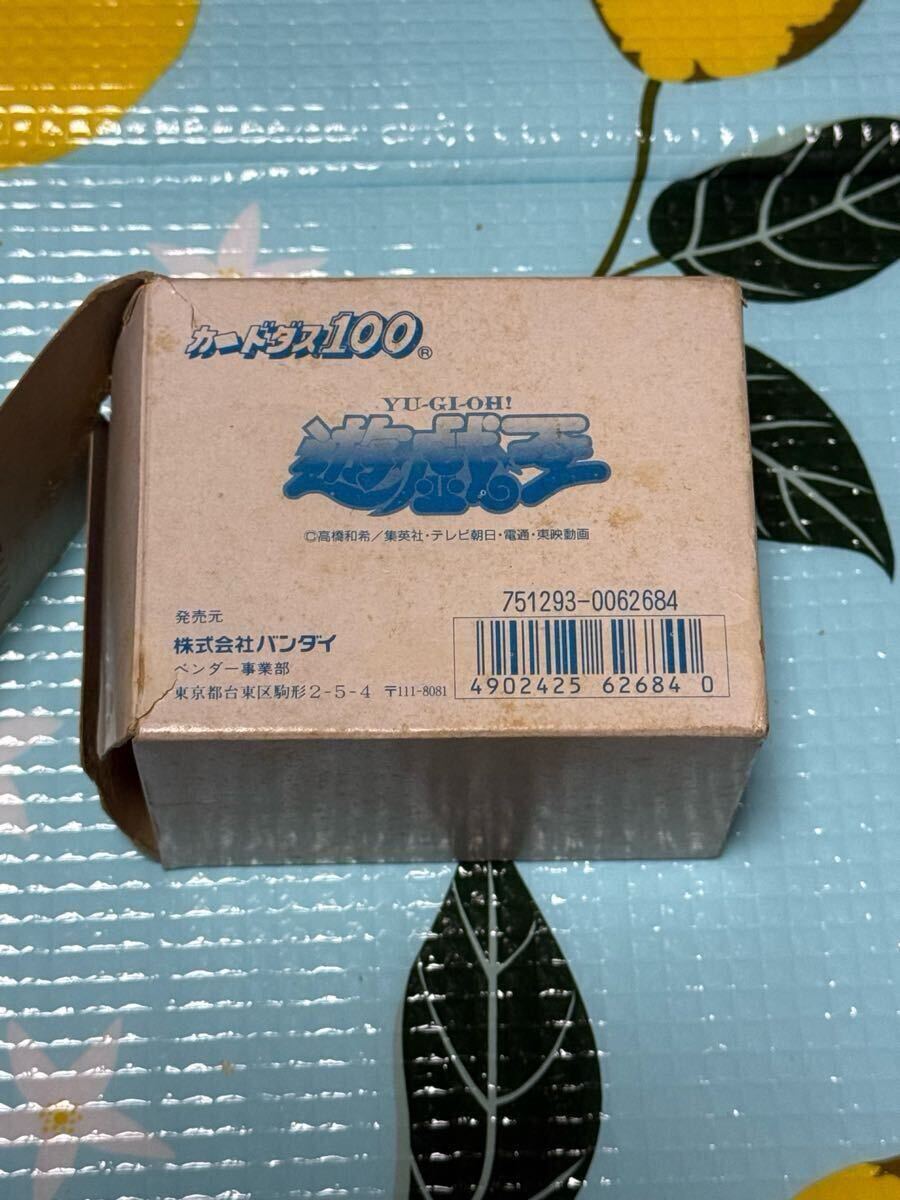 カードダス100®
YU-GI-OH!
遊戯王
©高橋和希／集英社・テレビ朝日・電通・東映動画
発売元
株式会社バンダイ
ベンダー事業部
東京都台東区駒形2-5-4 〒111-8081
751293-0062684
4902425 626840